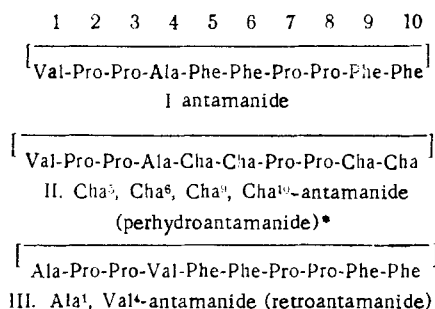 1 2 3 4 5 6 7 8 9 10
Val-Pro-Pro-Ala-Phe-Phe-Pro-Pro-Phe-Phe
I antamanide
Val-Pro-Pro-Ala-Cha-Cha-Pro-Pro-Cha-Cha
II. Cha⁵, Cha⁶, Cha⁹, Cha¹⁰-antamanide
(perhydroantamanide)*
Ala-Pro-Pro-Val-Phe-Phe-Pro-Pro-Phe-Phe
III. Ala¹, Val⁴-antamanide (retroantamanide)